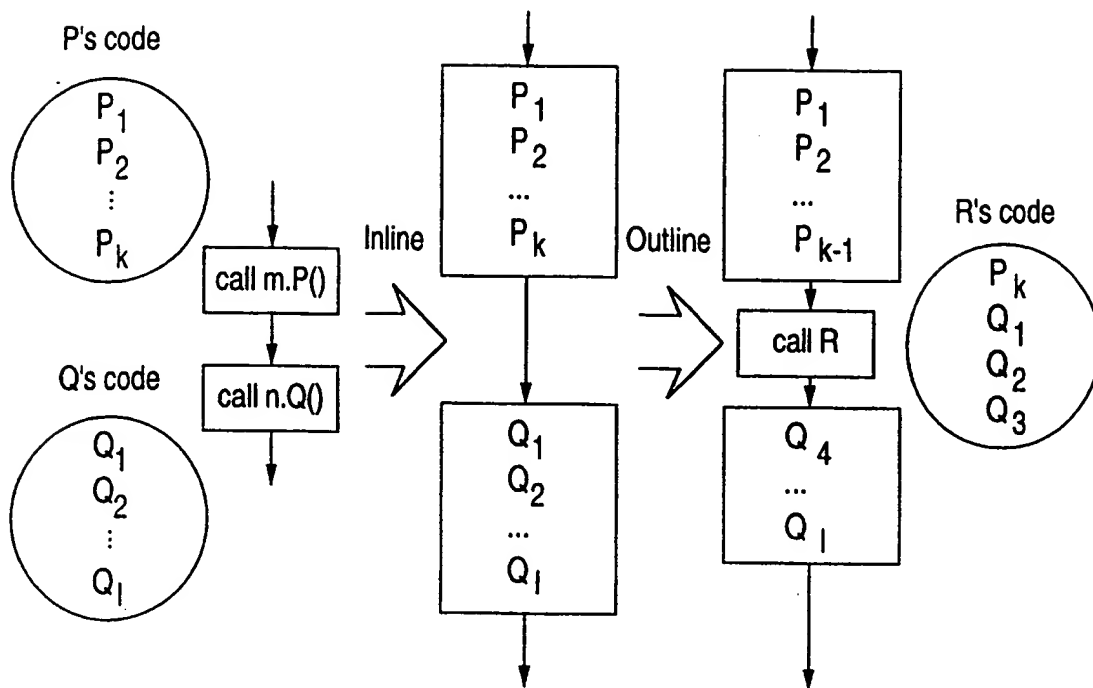 P's code
P1
P2
⋮
Pk
call m.P()
call n.Q()
Q's code
Q1
Q2
⋮
Ql
Inline
P1
P2
...
Pk
Q1
Q2
...
Ql
Outline
P1
P2
...
Pk-1
call R
Q4
...
Ql
R's code
Pk
Q1
Q2
Q3